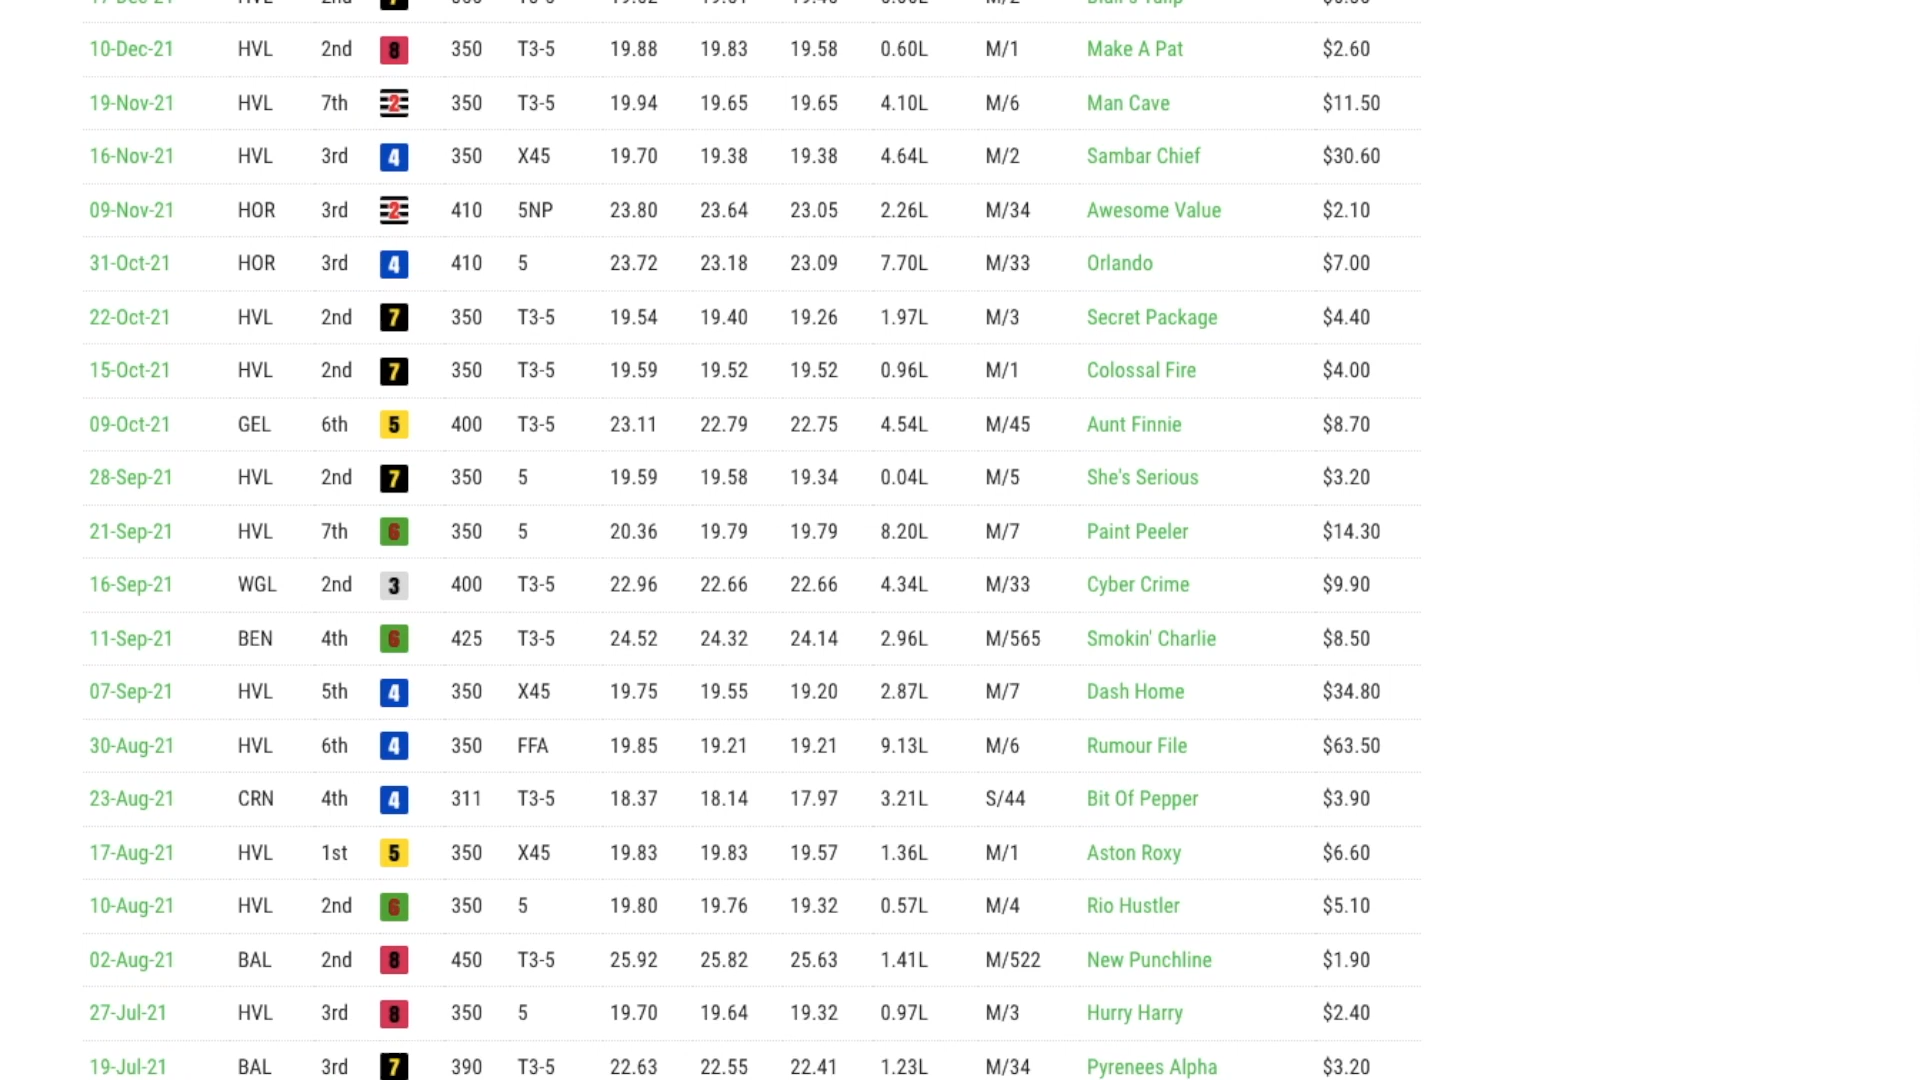 10-Dec-21 HVL 2nd 8 350 T3-5 19.88 19.83 19.58 0.60L M/1 Make A Pat $2.60
19-Nov-21 HVL 7th 2 350 T3-5 19.94 19.65 19.65 4.10L M/6 Man Cave $11.50
16-Nov-21 HVL 3rd 4 350 X45 19.70 19.38 19.38 4.64L M/2 Sambar Chief $30.60
09-Nov-21 HOR 3rd 2 410 5NP 23.80 23.64 23.05 2.26L M/34 Awesome Value $2.10
31-Oct-21 HOR 3rd 4 410 5 23.72 23.18 23.09 7.70L M/33 Orlando $7.00
22-Oct-21 HVL 2nd 7 350 T3-5 19.54 19.40 19.26 1.97L M/3 Secret Package $4.40
15-Oct-21 HVL 2nd 7 350 T3-5 19.59 19.52 19.52 0.96L M/1 Colossal Fire $4.00
09-Oct-21 GEL 6th 5 400 T3-5 23.11 22.79 22.75 4.54L M/45 Aunt Finnie $8.70
28-Sep-21 HVL 2nd 7 350 5 19.59 19.58 19.34 0.04L M/5 She's Serious $3.20
21-Sep-21 HVL 7th 6 350 5 20.36 19.79 19.79 8.20L M/7 Paint Peeler $14.30
16-Sep-21 WGL 2nd 3 400 T3-5 22.96 22.66 22.66 4.34L M/33 Cyber Crime $9.90
11-Sep-21 BEN 4th 6 425 T3-5 24.52 24.32 24.14 2.96L M/565 Smokin' Charlie $8.50
07-Sep-21 HVL 5th 4 350 X45 19.75 19.55 19.20 2.87L M/7 Dash Home $34.80
30-Aug-21 HVL 6th 4 350 FFA 19.85 19.21 19.21 9.13L M/6 Rumour File $63.50
23-Aug-21 CRN 4th 4 311 T3-5 18.37 18.14 17.97 3.21L S/44 Bit Of Pepper $3.90
17-Aug-21 HVL 1st 5 350 X45 19.83 19.83 19.57 1.36L M/1 Aston Roxy $6.60
10-Aug-21 HVL 2nd 6 350 5 19.80 19.76 19.32 0.57L M/4 Rio Hustler $5.10
02-Aug-21 BAL 2nd 8 450 T3-5 25.92 25.82 25.63 1.41L M/522 New Punchline $1.90
27-Jul-21 HVL 3rd 8 350 5 19.70 19.64 19.32 0.97L M/3 Hurry Harry $2.40
19-Jul-21 BAL 3rd 7 390 T3-5 22.63 22.55 22.41 1.23L M/34 Pyrenees Alpha $3.20